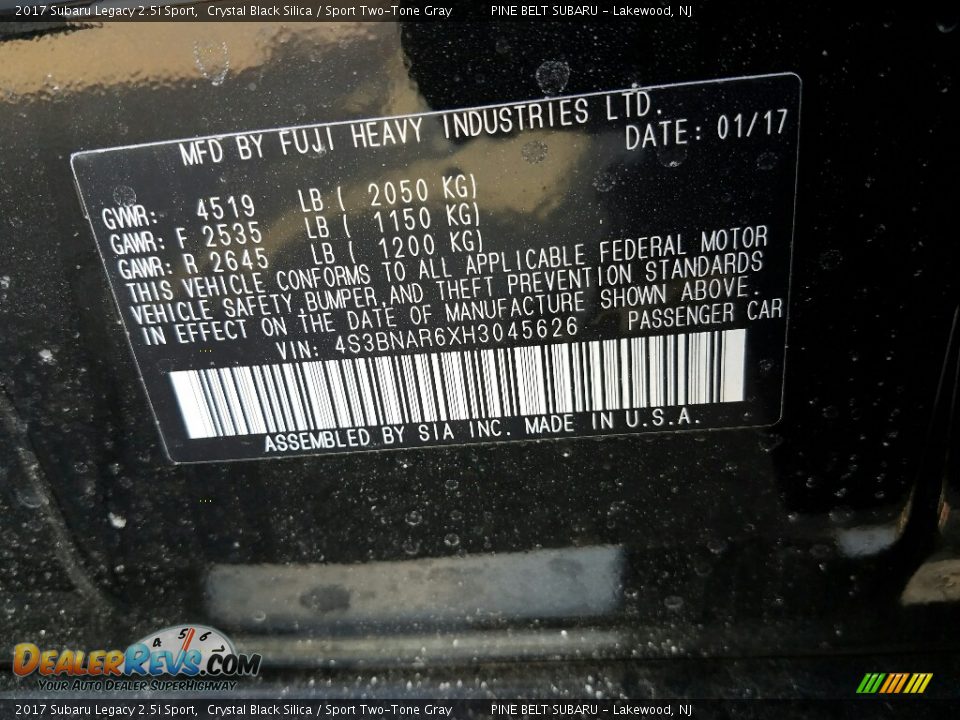 2017 Subaru Legacy 2.5i Sport, Crystal Black Silica / Sport Two-Tone Gray PINE BELT SUBARU - Lakewood, NJ
MFD BY FUJI HEAVY INDUSTRIES LTD.
DATE: 01/17
GVWR: 4519 LB ( 2050 KG)
GAWR: F 2535 LB ( 1150 KG)
GAWR: R 2645 LB ( 1200 KG)
THIS VEHICLE CONFORMS TO ALL APPLICABLE FEDERAL MOTOR
VEHICLE SAFETY,BUMPER,AND THEFT PREVENTION STANDARDS
IN EFFECT ON THE DATE OF MANUFACTURE SHOWN ABOVE.
VIN: 4S3BNAR6XH3045626 PASSENGER CAR
ASSEMBLED BY SIA INC. MADE IN U.S.A.
4 5 6
DEALERREVS.COM
YOUR AUTO DEALER SUPERHIGHWAY
2017 Subaru Legacy 2.5i Sport, Crystal Black Silica / Sport Two-Tone Gray PINE BELT SUBARU - Lakewood, NJ